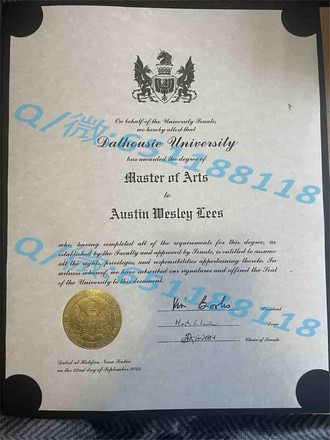 On behalf of the University Senate,
we hereby attest that
Dalhousie University
has awarded the degree of
Master of Arts
to
Austin Wesley Lees
who, having completed all of the requirements for this degree, as
established by the Faculty and approved by Senate, is entitled to assume
all the rights, privileges, and responsibilities appertaining thereto. In
witness whereof, we have subscribed our signatures and affixed the Seal
of the University to this document.
President
Dean
Chair of Senate
Dated at Halifax, Nova Scotia
on the 22nd of September
Q/微:651188118
Q/微:651188118